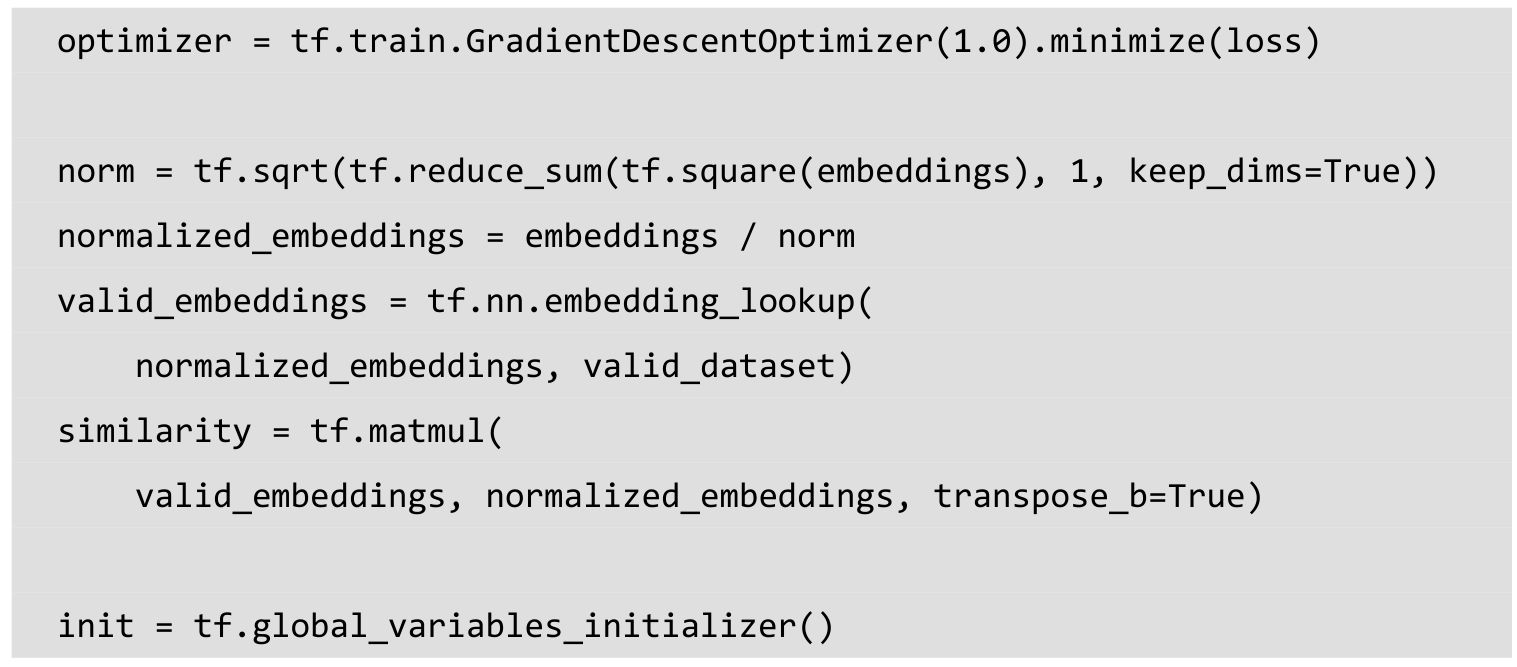 optimizer = tf.train.GradientDescentOptimizer(1.0).minimize(loss)
norm = tf.sqrt(tf.reduce_sum(tf.square(embeddings), 1, keep_dims=True))
normalized_embeddings = embeddings / norm
valid_embeddings = tf.nn.embedding_lookup(
    normalized_embeddings, valid_dataset)
similarity = tf.matmul(
    valid_embeddings, normalized_embeddings, transpose_b=True)
init = tf.global_variables_initializer()